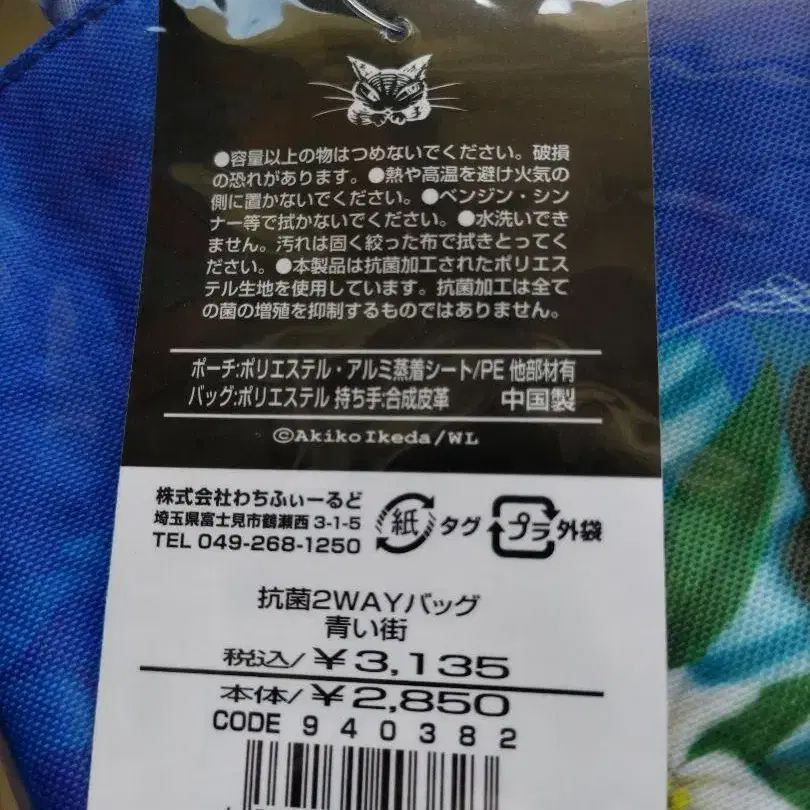 ●容量以上の物はつめないでください。破損
の恐れがあります。●熱や高温を避け火気の
側に置かないでください。●ベンジン・シン
ナー等で拭かないでください。●水洗いでき
ません。汚れは固く絞った布で拭きとってく
ださい。●本製品は抗菌加工されたポリエス
テル生地を使用しています。抗菌加工は全て
の菌の増殖を抑制するものではありません。
ポーチ:ポリエステル・アルミ蒸着シート/PE 他部材有
バッグ:ポリエステル 持ち手:合成皮革 中国製
©AkikoIkeda/WL
株式会社わちふぃーるど
埼玉県富士見市鶴瀬西 3-1-5
TEL 049-268-1250
紙 タグ プラ 外袋
抗菌2WAYバッグ
青い街
税込/¥3,135
本体/¥2,850
CODE 940382